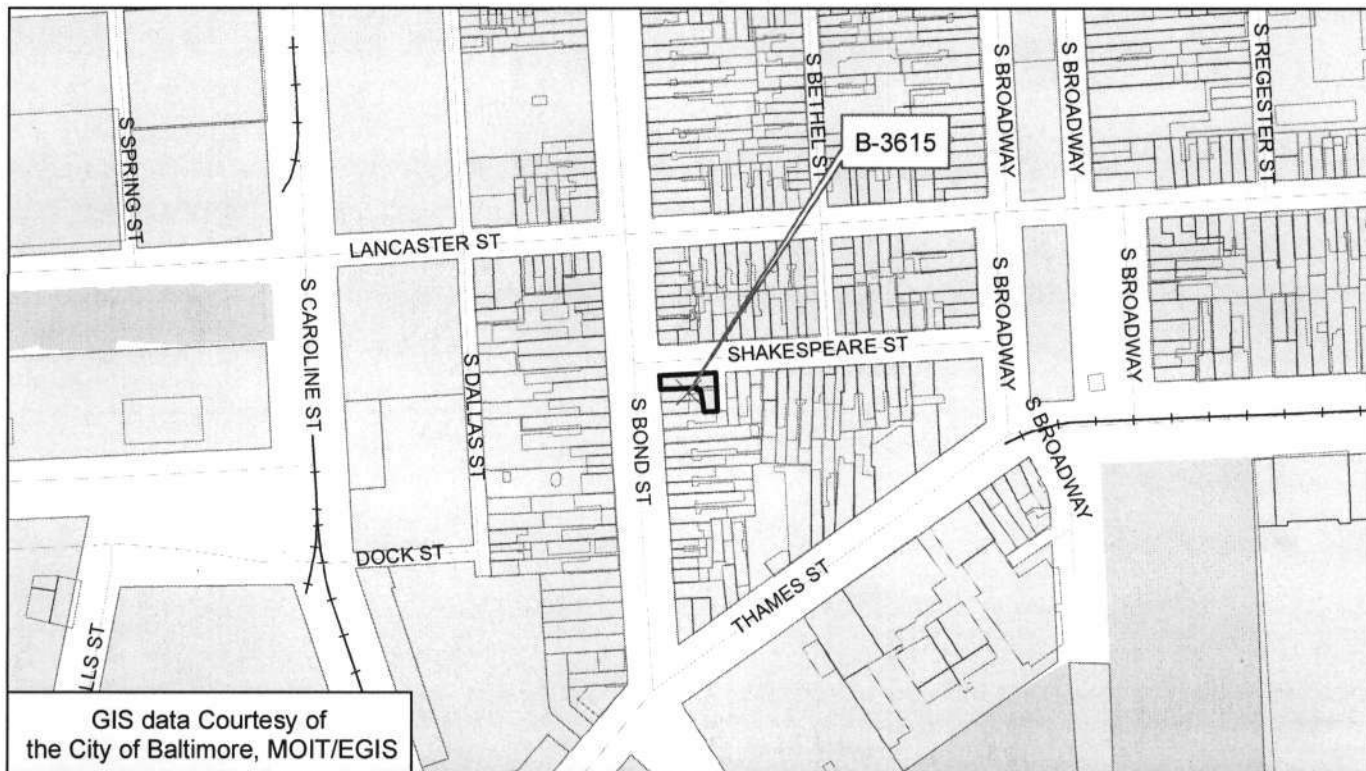 S SPRING ST
S CAROLINE ST
LANCASTER ST
S DALLAS ST
DOCK ST
S BOND ST
S BETHEL ST
B-3615
S BROADWAY
S BROADWAY
S REGESTER ST
S BROADWAY
S BROADWAY
SHAKESPEARE ST
S BROADWAY
THAMES ST
LLS ST
GIS data Courtesy of
the City of Baltimore, MOIT/EGIS